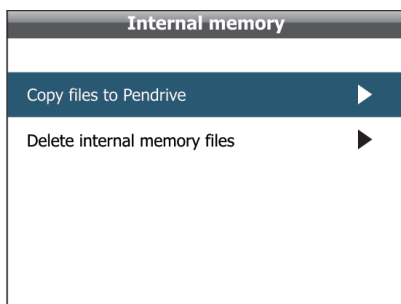 Internal memory
Copy files to Pendrive
Delete internal memory files